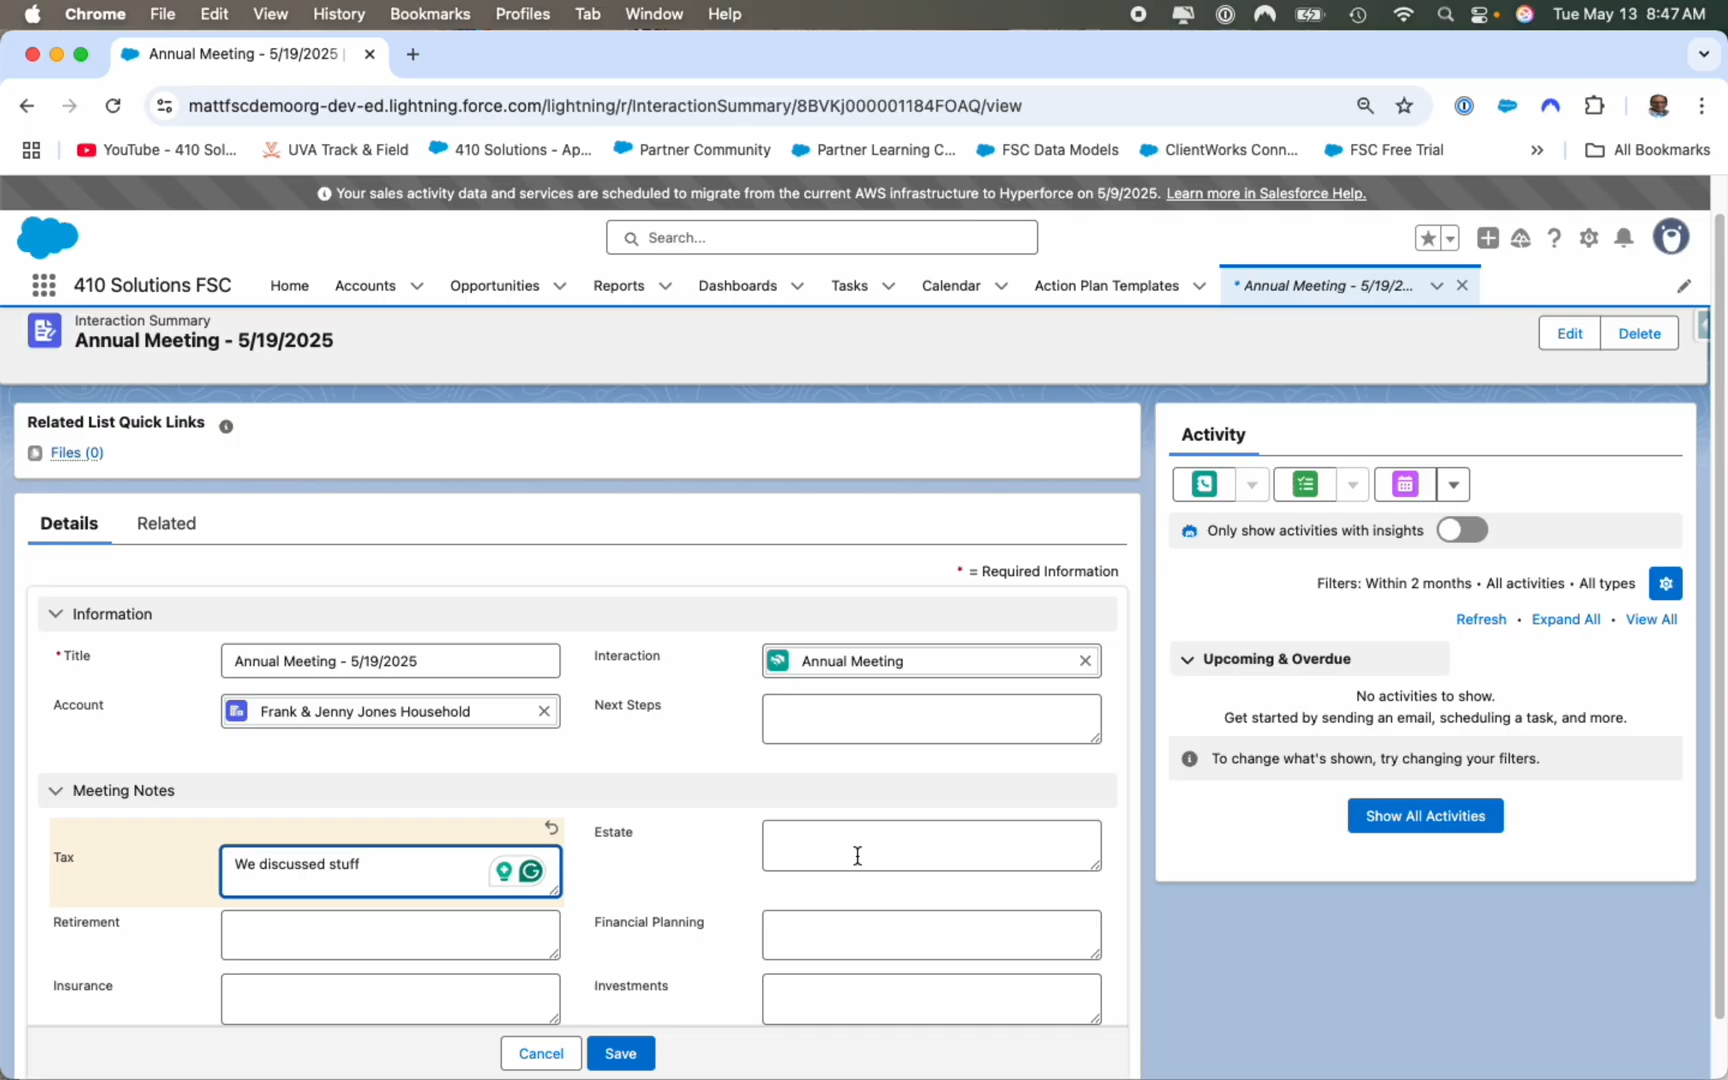 Chrome File Edit View History Bookmarks Profiles Tab Window Help Tue May 13 8:47 AM
Annual Meeting - 5/19/2025 |
mattfscdemoorg-dev-ed.lightning.force.com/lightning/r/InteractionSummary/8BVKj000001184FOAQ/view
YouTube - 410 Sol... UVA Track & Field 410 Solutions - Ap... Partner Community Partner Learning C... FSC Data Models ClientWorks Conn... FSC Free Trial » All Bookmarks
Your sales activity data and services are scheduled to migrate from the current AWS infrastructure to Hyperforce on 5/9/2025. Learn more in Salesforce Help.
Search...
410 Solutions FSC Home Accounts Opportunities Reports Dashboards Tasks Calendar Action Plan Templates * Annual Meeting - 5/19/2...
Interaction Summary
Annual Meeting - 5/19/2025
Edit Delete
Related List Quick Links
Files (0)
Details Related
* = Required Information
Information
* Title Annual Meeting - 5/19/2025 Interaction Annual Meeting
Account Frank & Jenny Jones Household Next Steps
Meeting Notes
Tax We discussed stuff Estate
Retirement Financial Planning
Insurance Investments
Cancel Save
Activity
Only show activities with insights
Filters: Within 2 months • All activities • All types
Refresh • Expand All • View All
Upcoming & Overdue
No activities to show.
Get started by sending an email, scheduling a task, and more.
To change what's shown, try changing your filters.
Show All Activities